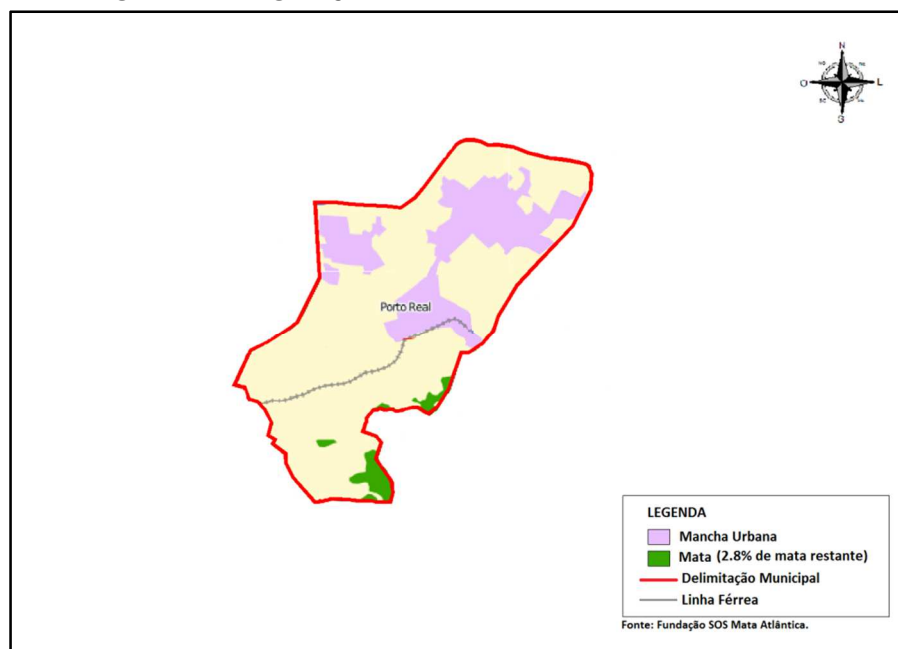 N
O
L
S
Porto Real
LEGENDA
Mancha Urbana
Mata (2.8% de mata restante)
Delimitação Municipal
Linha Férrea
Fonte: Fundação SOS Mata Atlântica.